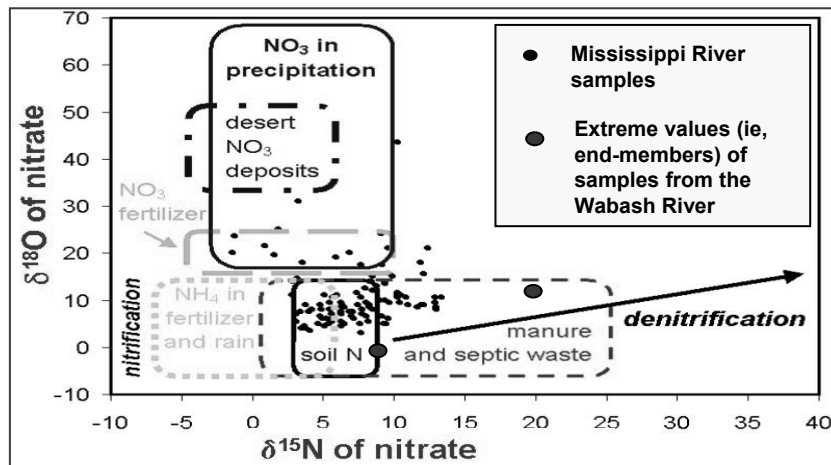 70
60
50
40
30
20
10
0
-10
δ18O of nitrate
NO3 in
precipitation
desert
NO3
deposits
NO3
fertilizer
nitrification
NH4 in
fertilizer
and rain
soil N
manure
and septic waste
denitrification
Mississippi River
samples
Extreme values (ie,
end-members) of
samples from the
Wabash River
-10 -5 0 5 10 15 20 25 30 35 40
δ15N of nitrate